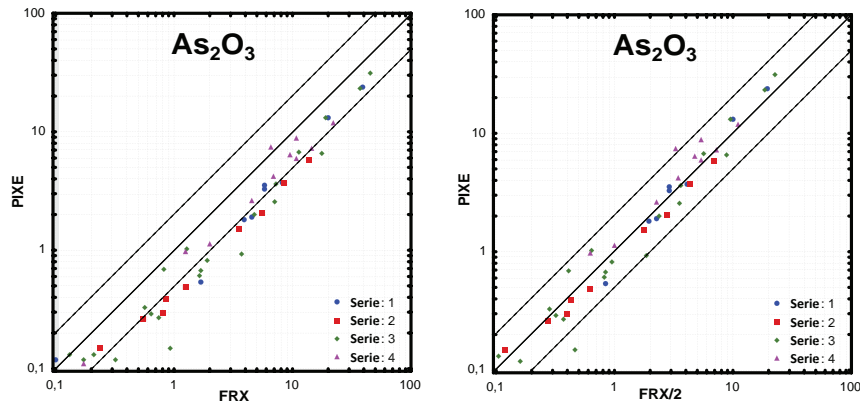 As₂O₃
100
10
1
0,1
PIXE
Serie: 1
Serie: 2
Serie: 3
Serie: 4
0,1 1 10 100
FRX
As₂O₃
100
10
1
0,1
PIXE
Serie: 1
Serie: 2
Serie: 3
Serie: 4
0,1 1 10 100
FRX/2